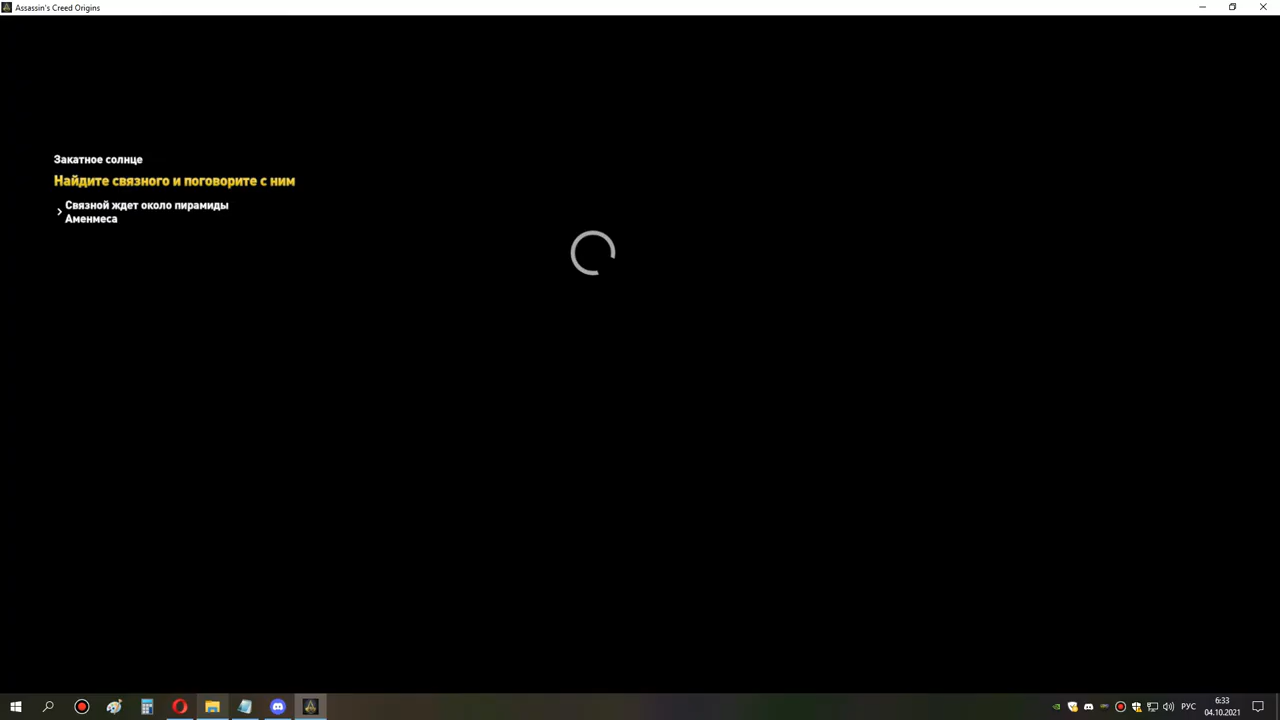 Assassin's Creed Origins
Закатное солнце
Найдите связного и поговорите с ним
Связной ждет около пирамиды
Аменмеса
6:33
РУС
04.10.2021